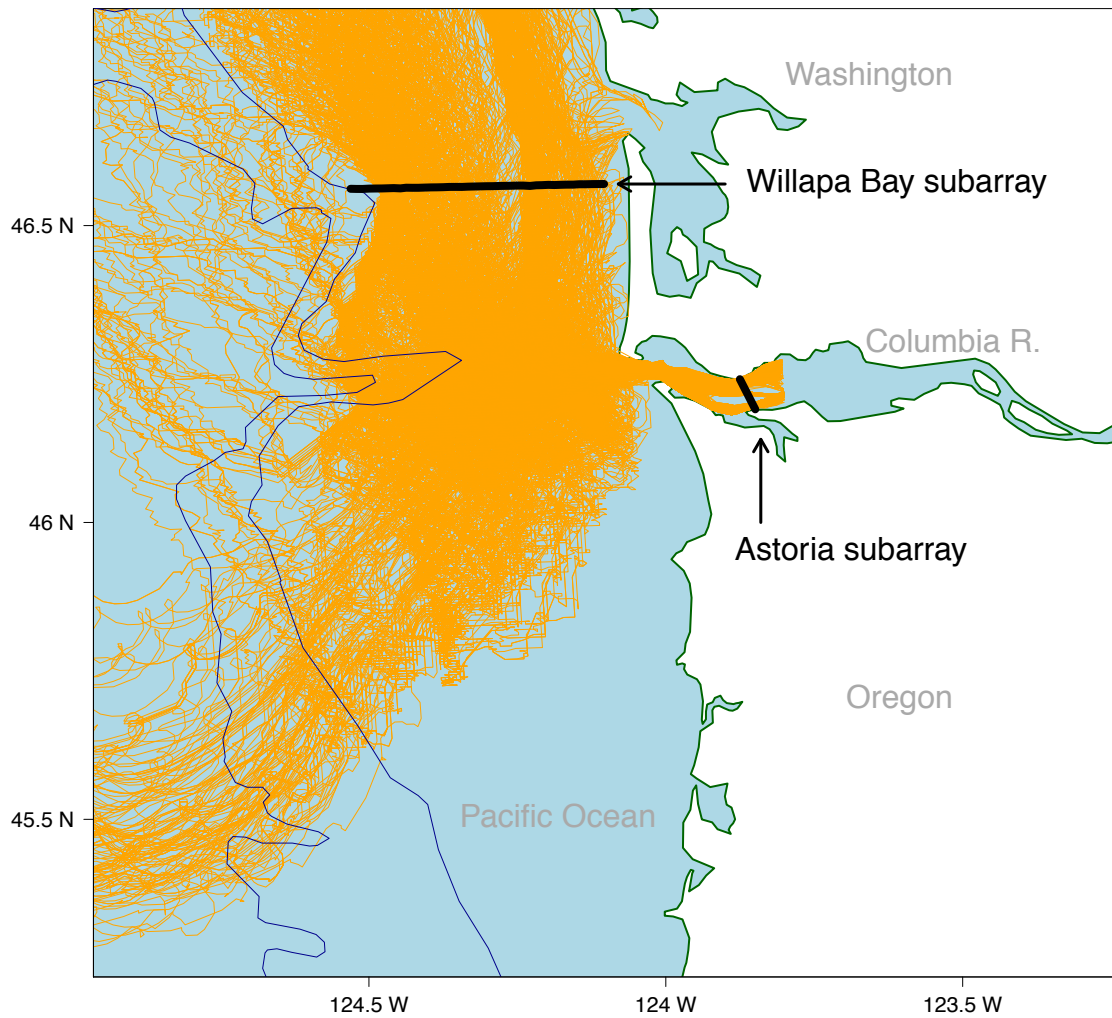 Washington
Willapa Bay subarray
46.5 N
Columbia R.
46 N
Astoria subarray
Oregon
Pacific Ocean
45.5 N
124.5 W
124 W
123.5 W